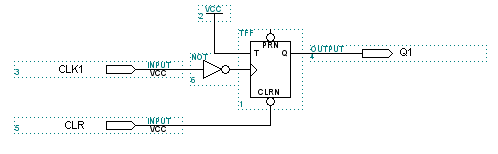 VCC
2
TFF
PRN
T
Q
OUTPUT
4
Q1
NOT
6
CLK1
INPUT
VCC
3
CLRN
1
CLR
INPUT
VCC
5